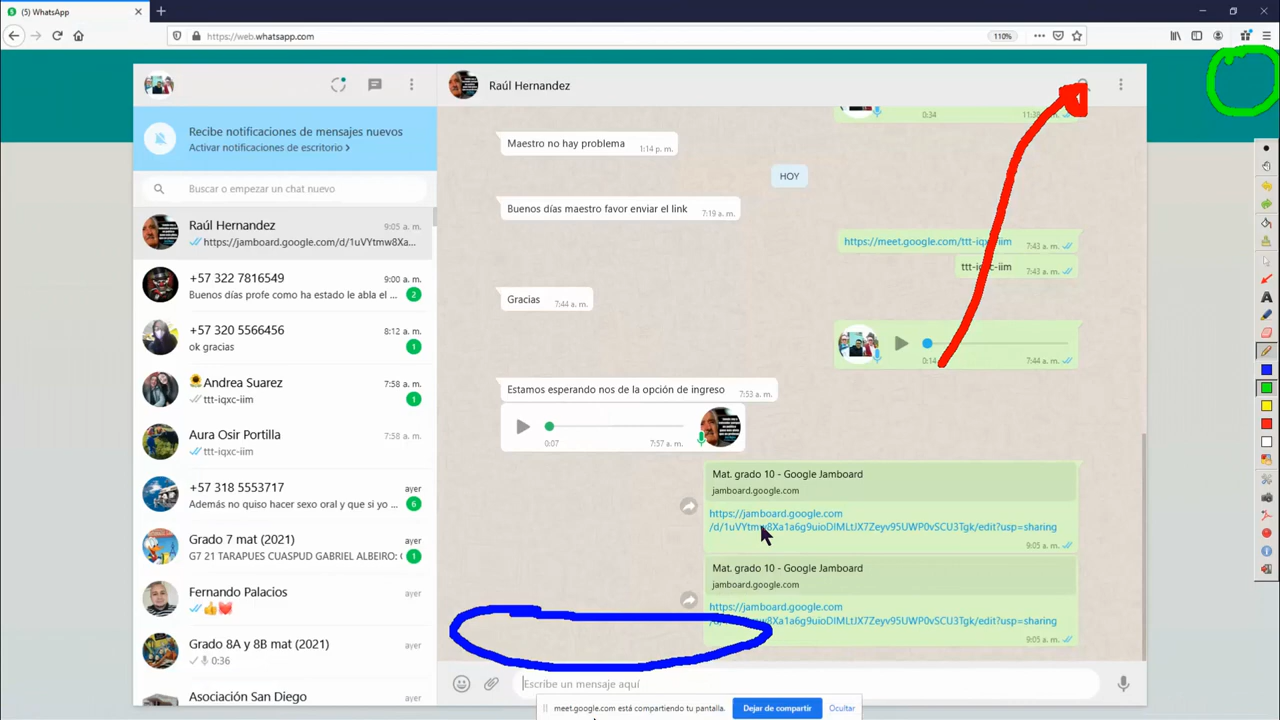 (5) WhatsApp
https://web.whatsapp.com
110%
Recibe notificaciones de mensajes nuevos
Activar notificaciones de escritorio >
Buscar o empezar un chat nuevo
Raúl Hernandez
9:05 a. m.
https://jamboard.google.com/d/1uVYtmw8Xa...
+57 322 7816549
9:00 a. m.
Buenos días profe como ha estado le abla el ...
2
+57 320 5566456
8:12 a. m.
ok gracias
1
Andrea Suarez
7:58 a. m.
ttt-iqxc-iim
1
Aura Osir Portilla
7:58 a. m.
ttt-iqxc-iim
+57 318 5553717
ayer
Además no quiso hacer sexo oral y que si yo ...
6
Grado 7 mat (2021)
ayer
G7 21 TARAPUES CUASPUD GABRIEL ALBEIRO:
1
Fernando Palacios
ayer
Grado 8A y 8B mat (2021)
ayer
0:36
Asociación San Diego
ayer
Raúl Hernandez
0:34
Maestro no hay problema
1:14 p. m.
HOY
Buenos días maestro favor enviar el link
7:19 a. m.
https://meet.google.com/ttt-iqxc-iim
7:43 a. m.
ttt-iqxc-iim
7:43 a. m.
Gracias
7:44 a. m.
0:14
7:44 a. m.
Estamos esperando nos de la opción de ingreso
7:53 a. m.
0:07
7:57 a. m.
Mat. grado 10 - Google Jamboard
jamboard.google.com
https://jamboard.google.com
/d/1uVYtmw8Xa1a6g9uioDIMLtJX7Zeyv95UWP0vSCU3Tgk/edit?usp=sharing
9:05 a. m.
Mat. grado 10 - Google Jamboard
jamboard.google.com
https://jamboard.google.com
9:05 a. m.
Escribe un mensaje aquí
meet.google.com está compartiendo tu pantalla.
Dejar de compartir
Ocultar